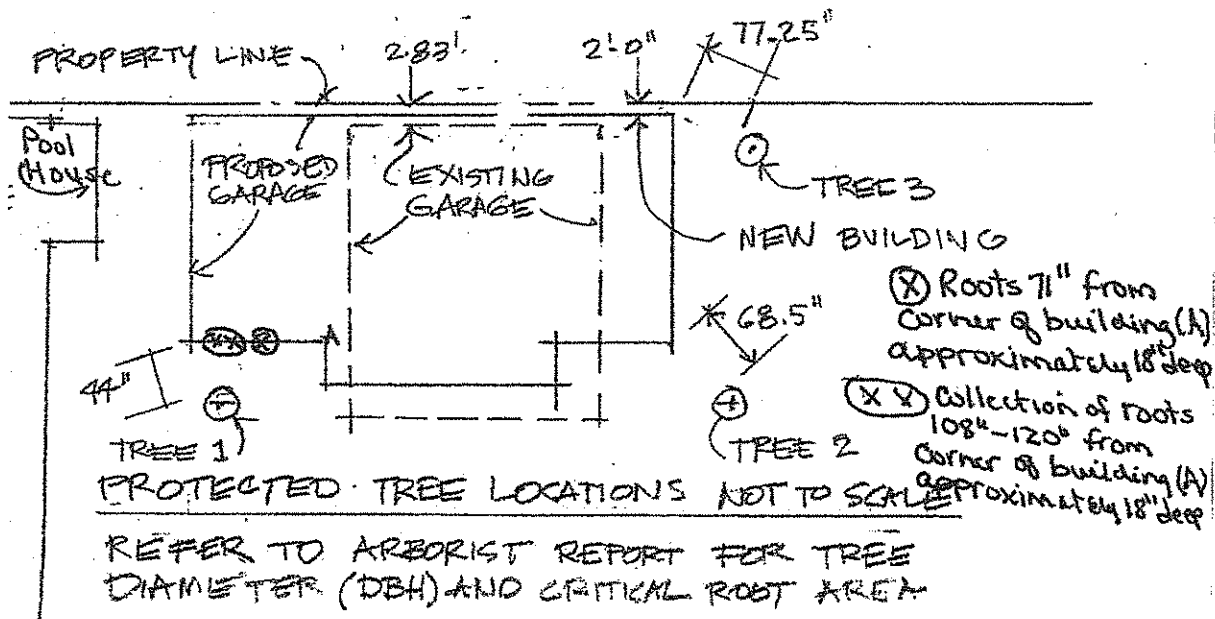 PROPERTY LINE
2.83'
2'-0"
77.25"
Pool
House
PROPOSED
GARAGE
EXISTING
GARAGE
TREE 3
NEW BUILDING
68.5"
A
44"
TREE 1
TREE 2
X Roots 71" from
Corner of building (A)
approximately 18" deep
X X Collection of roots
108"-120" from
Corner of building (A)
approximately 18" deep
PROTECTED TREE LOCATIONS NOT TO SCALE
REFER TO ARBORIST REPORT FOR TREE
DIAMETER (DBH) AND CRITICAL ROOT AREA